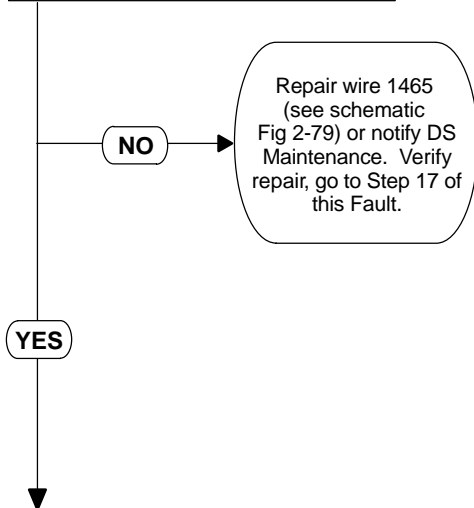 Repair wire 1465
(see schematic
Fig 2-79) or notify DS
Maintenance. Verify
repair, go to Step 17 of
this Fault.
NO
YES